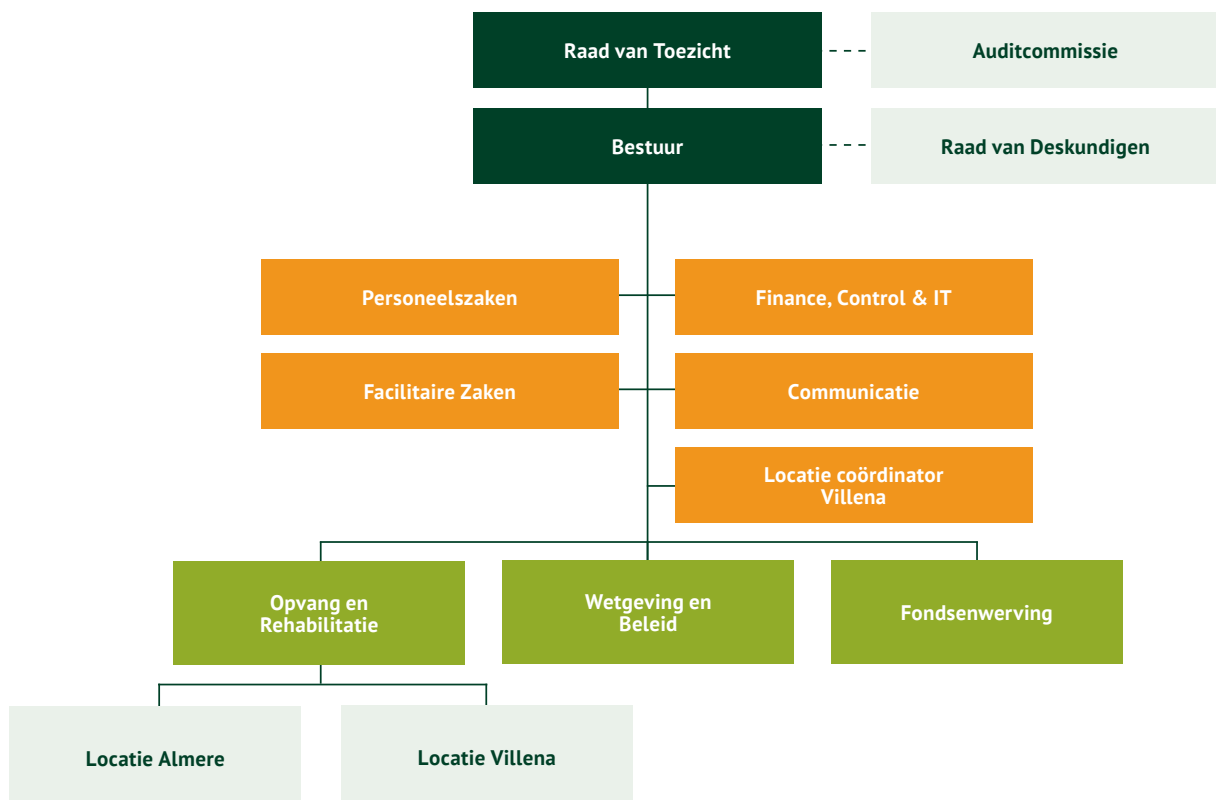 Raad van Toezicht
Auditcommissie
Bestuur
Raad van Deskundigen
Personeelszaken
Finance, Control & IT
Facilitaire Zaken
Communicatie
Locatie coördinator
Villena
Opvang en
Rehabilitatie
Wetgeving en
Beleid
Fondsenwerving
Locatie Almere
Locatie Villena